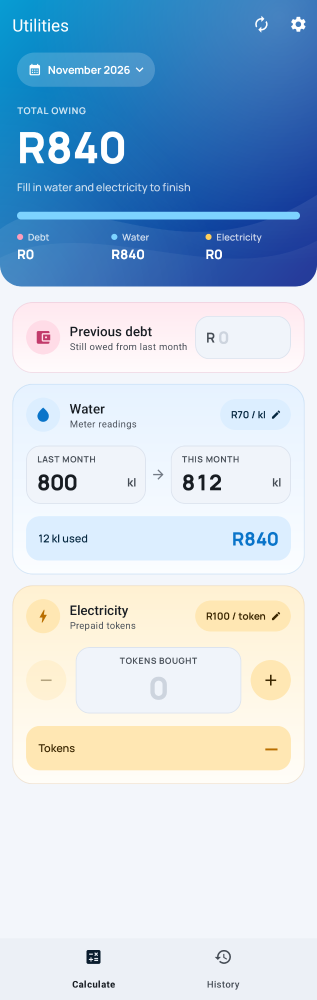 Utilities
November 2026
TOTAL OWING
R840
Fill in water and electricity to finish
Debt
Water
Electricity
R0
R840
R0
Previous debt
Still owed from last month
R 0
Water
Meter readings
R70 / kl
LAST MONTH
800 kl
THIS MONTH
812 kl
12 kl used
R840
Electricity
Prepaid tokens
R100 / token
TOKENS BOUGHT
0
Tokens
—
Calculate
History